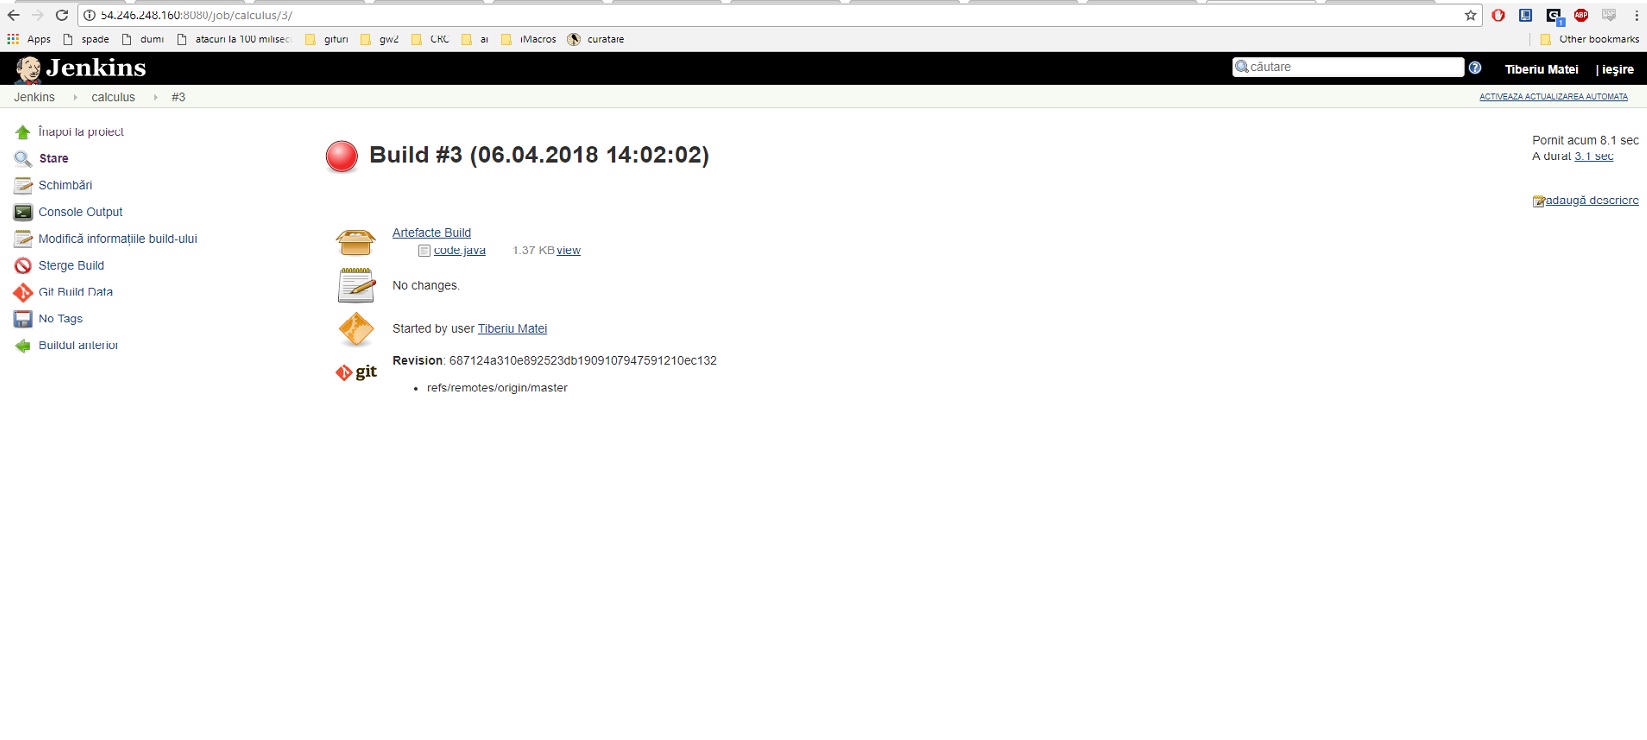 54.246.248.160:8080/job/calculus/3/
Apps spade dumi atacuri la 100 milisec gifuri gw2 CRC ai iMacros curatare Other bookmarks
Jenkins căutare Tiberiu Matei | ieşire
Jenkins calculus #3 ACTIVEAZA ACTUALIZAREA AUTOMATA
Înapoi la proiect
Stare
Schimbări
Console Output
Modifică informațiile build-ului
Sterge Build
Git Build Data
No Tags
Buildul anterior
Build #3 (06.04.2018 14:02:02)
Pornit acum 8.1 sec
A durat 3.1 sec
adaugă descriere
Artefacte Build
code.java 1.37 KB view
No changes.
Started by user Tiberiu Matei
Revision: 687124a310e892523db1909107947591210ec132
git
• refs/remotes/origin/master